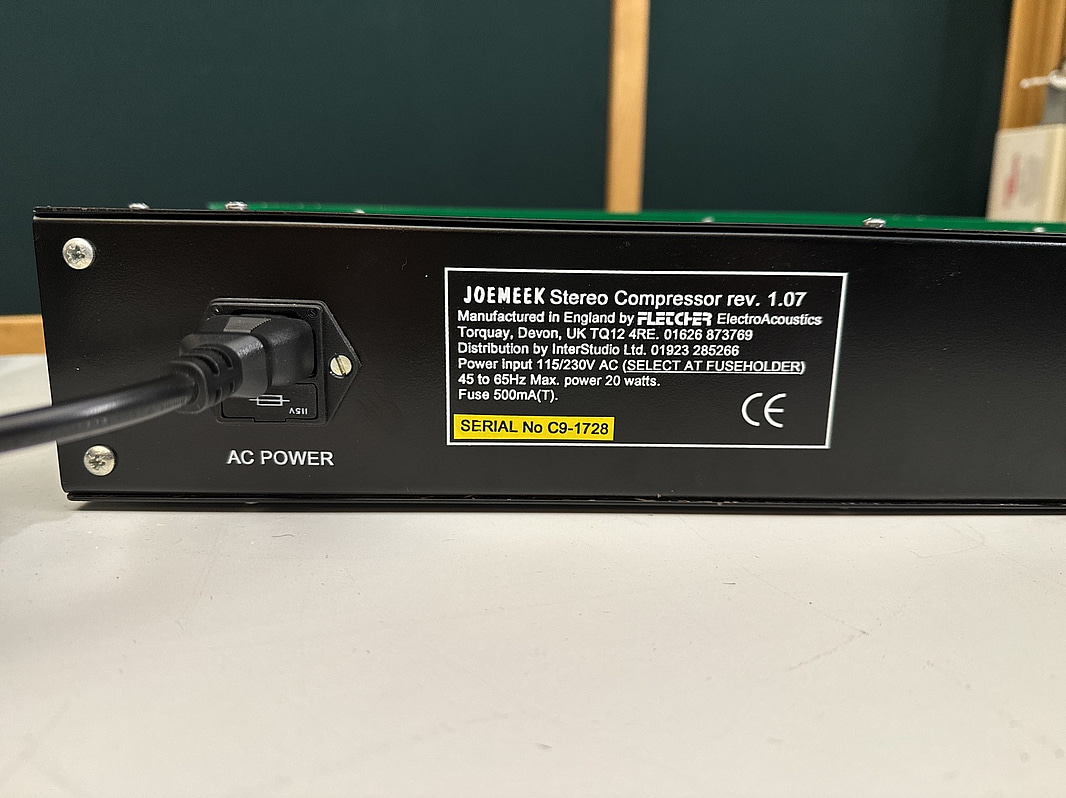 JOEMEEK Stereo Compressor rev. 1.07
Manufactured in England by FLETCHER ElectroAcoustics
Torquay, Devon, UK TQ12 4RE. 01626 873769
Distribution by InterStudio Ltd. 01923 285266
Power input 115/230V AC (SELECT AT FUSEHOLDER)
45 to 65Hz Max. power 20 watts.
Fuse 500mA(T).
CE
SERIAL No C9-1728
115V
AC POWER